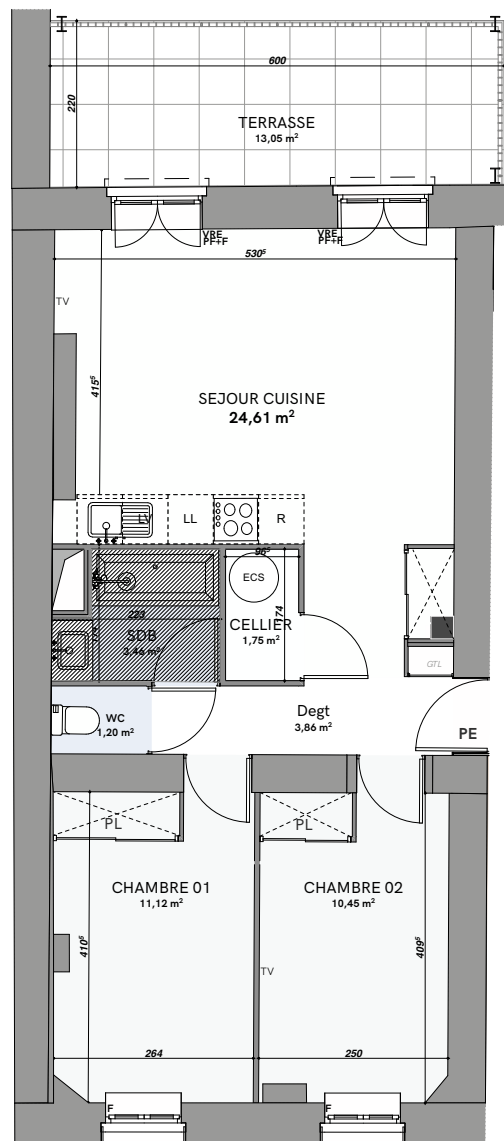 600
220
TERRASSE
13,05 m²
VRE
PF+F
VRE
PF+F
530⁵
TV
415⁵
SEJOUR CUISINE
24,61 m²
LV
LL
R
96⁵
ECS
223
174
174
SDB
3,46 m²
CELLIER
1,75 m²
GTL
WC
1,20 m²
Degt
3,86 m²
PE
PL
PL
CHAMBRE 01
11,12 m²
CHAMBRE 02
10,45 m²
410⁵
409⁵
TV
264
250
F
F